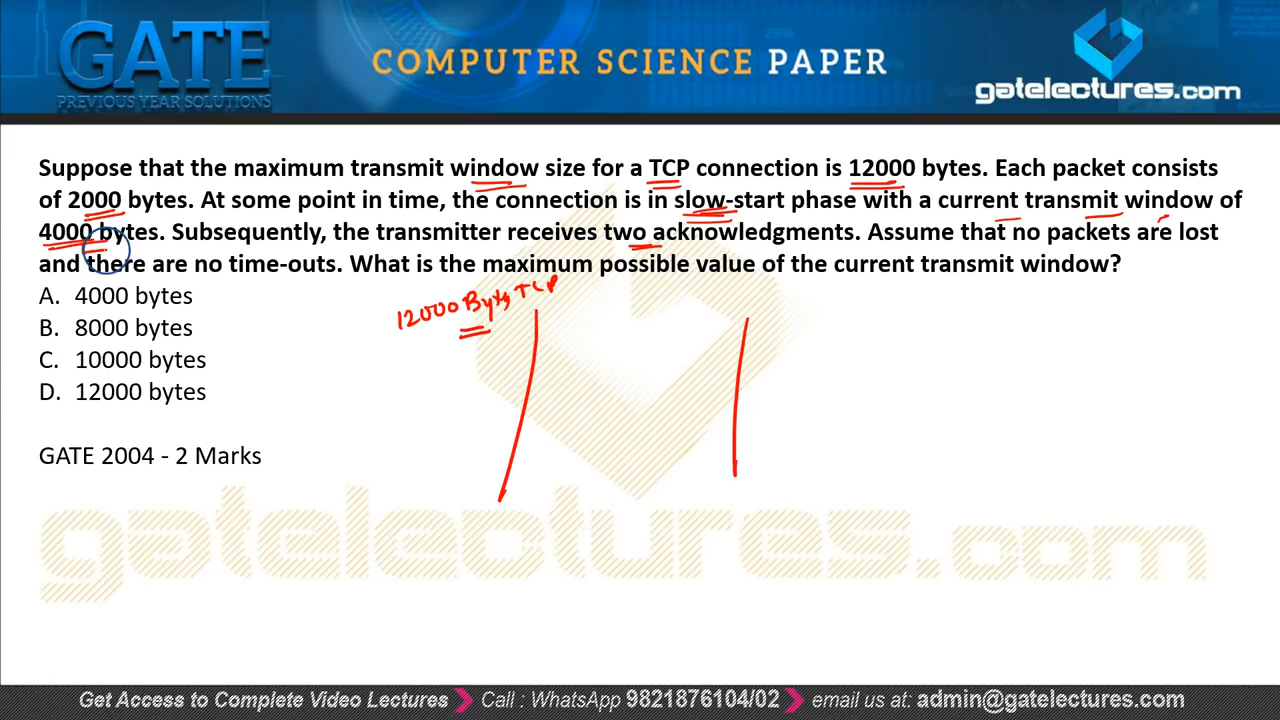 GATE
PREVIOUS YEAR SOLUTIONS
COMPUTER SCIENCE PAPER
gatelectures.com
Suppose that the maximum transmit window size for a TCP connection is 12000 bytes. Each packet consists
of 2000 bytes. At some point in time, the connection is in slow-start phase with a current transmit window of
4000 bytes. Subsequently, the transmitter receives two acknowledgments. Assume that no packets are lost
and there are no time-outs. What is the maximum possible value of the current transmit window?
A. 4000 bytes
12000 Bytes TCP
B. 8000 bytes
C. 10000 bytes
D. 12000 bytes
GATE 2004 - 2 Marks
gatelectures.com
Get Access to Complete Video Lectures Call : WhatsApp 9821876104/02 email us at: admin@gatelectures.com